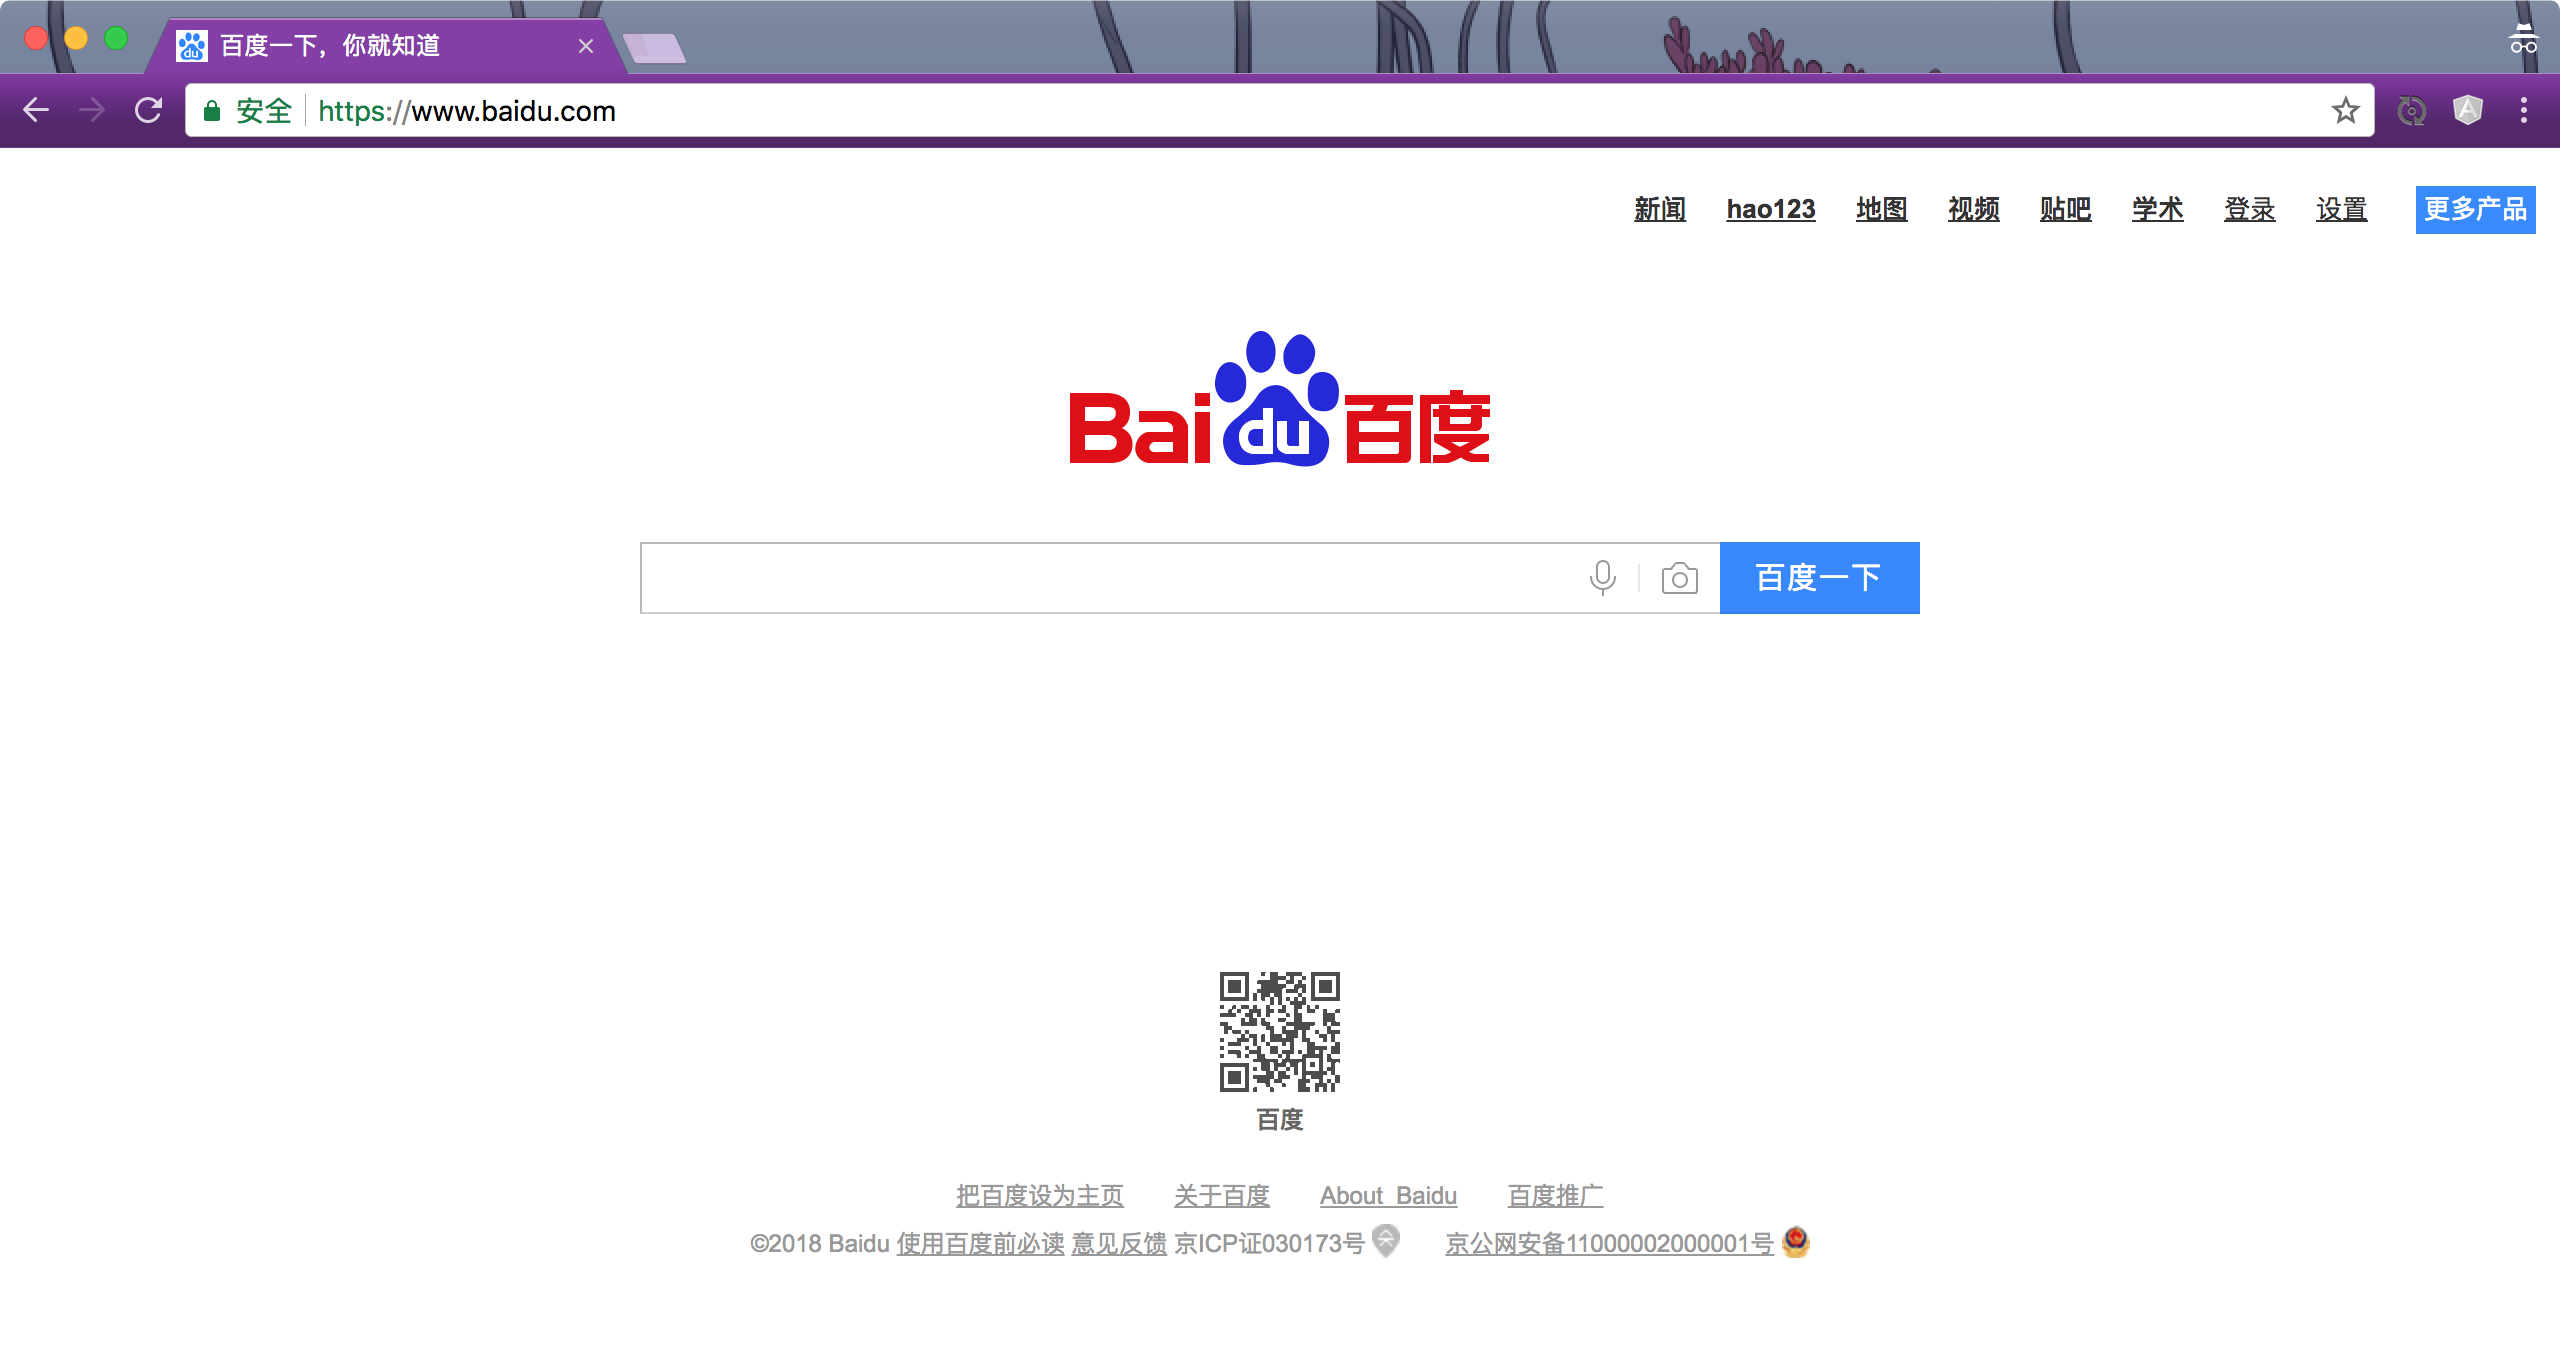 百度一下，你就知道
安全 https://www.baidu.com
新闻 hao123 地图 视频 贴吧 学术 登录 设置 更多产品
Bai du 百度
百度一下
百度
把百度设为主页 关于百度 About Baidu 百度推广
©2018 Baidu 使用百度前必读 意见反馈 京ICP证030173号 京公网安备11000002000001号